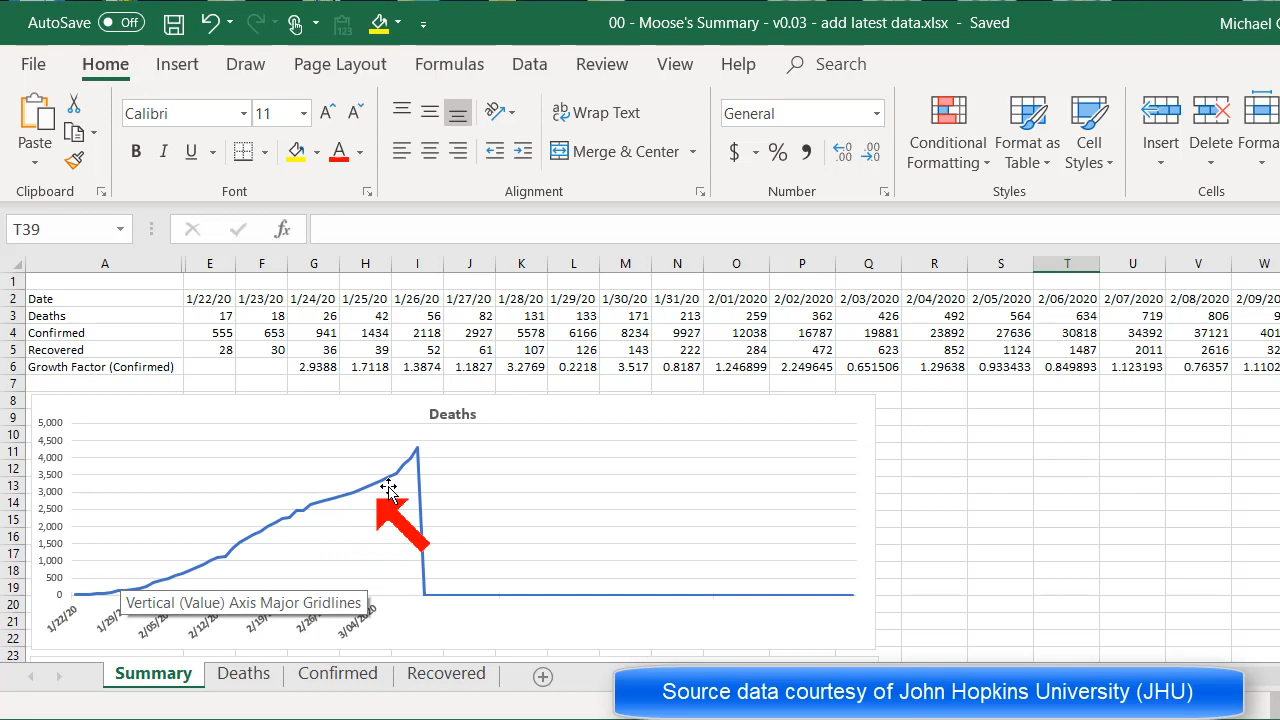 AutoSave Off 00 - Moose's Summary - v0.03 - add latest data.xlsx - Saved Michael
File Home Insert Draw Page Layout Formulas Data Review View Help Search
Paste Calibri 11 Wrap Text General Conditional Formatting Format as Table Cell Styles Insert Delete
B I U A Merge & Center $ % 9
Clipboard Font Alignment Number Styles Cells
T39 fx
A E F G H I J K L M N O P Q R S T U V W
1
2 Date 1/22/20 1/23/20 1/24/20 1/25/20 1/26/20 1/27/20 1/28/20 1/29/20 1/30/20 1/31/20 2/01/2020 2/02/2020 2/03/2020 2/04/2020 2/05/2020 2/06/2020 2/07/2020 2/08/2020
3 Deaths 17 18 26 42 56 82 131 133 171 213 259 362 426 492 564 634 719 806
4 Confirmed 555 653 941 1434 2118 2927 5578 6166 8234 9927 12038 16787 19881 23892 27636 30818 34392 37121
5 Recovered 28 30 36 39 52 61 107 126 143 222 284 472 623 852 1124 1487 2011 2616
6 Growth Factor (Confirmed) 2.9388 1.7118 1.3874 1.1827 3.2769 0.2218 3.517 0.8187 1.246899 2.249645 0.651506 1.29638 0.933433 0.849893 1.123193 0.76357
7
8
9 Deaths
5,000
10 4,500
11 4,000
12 3,500
13 3,000
14 2,500
15 2,000
16 1,500
17 1,000
18 500
19 0
20 Vertical (Value) Axis Major Gridlines
21 1/22/20 2/05/2020 2/12/2020 3/04/2020
22
23
Summary Deaths Confirmed Recovered
Source data courtesy of John Hopkins University (JHU)